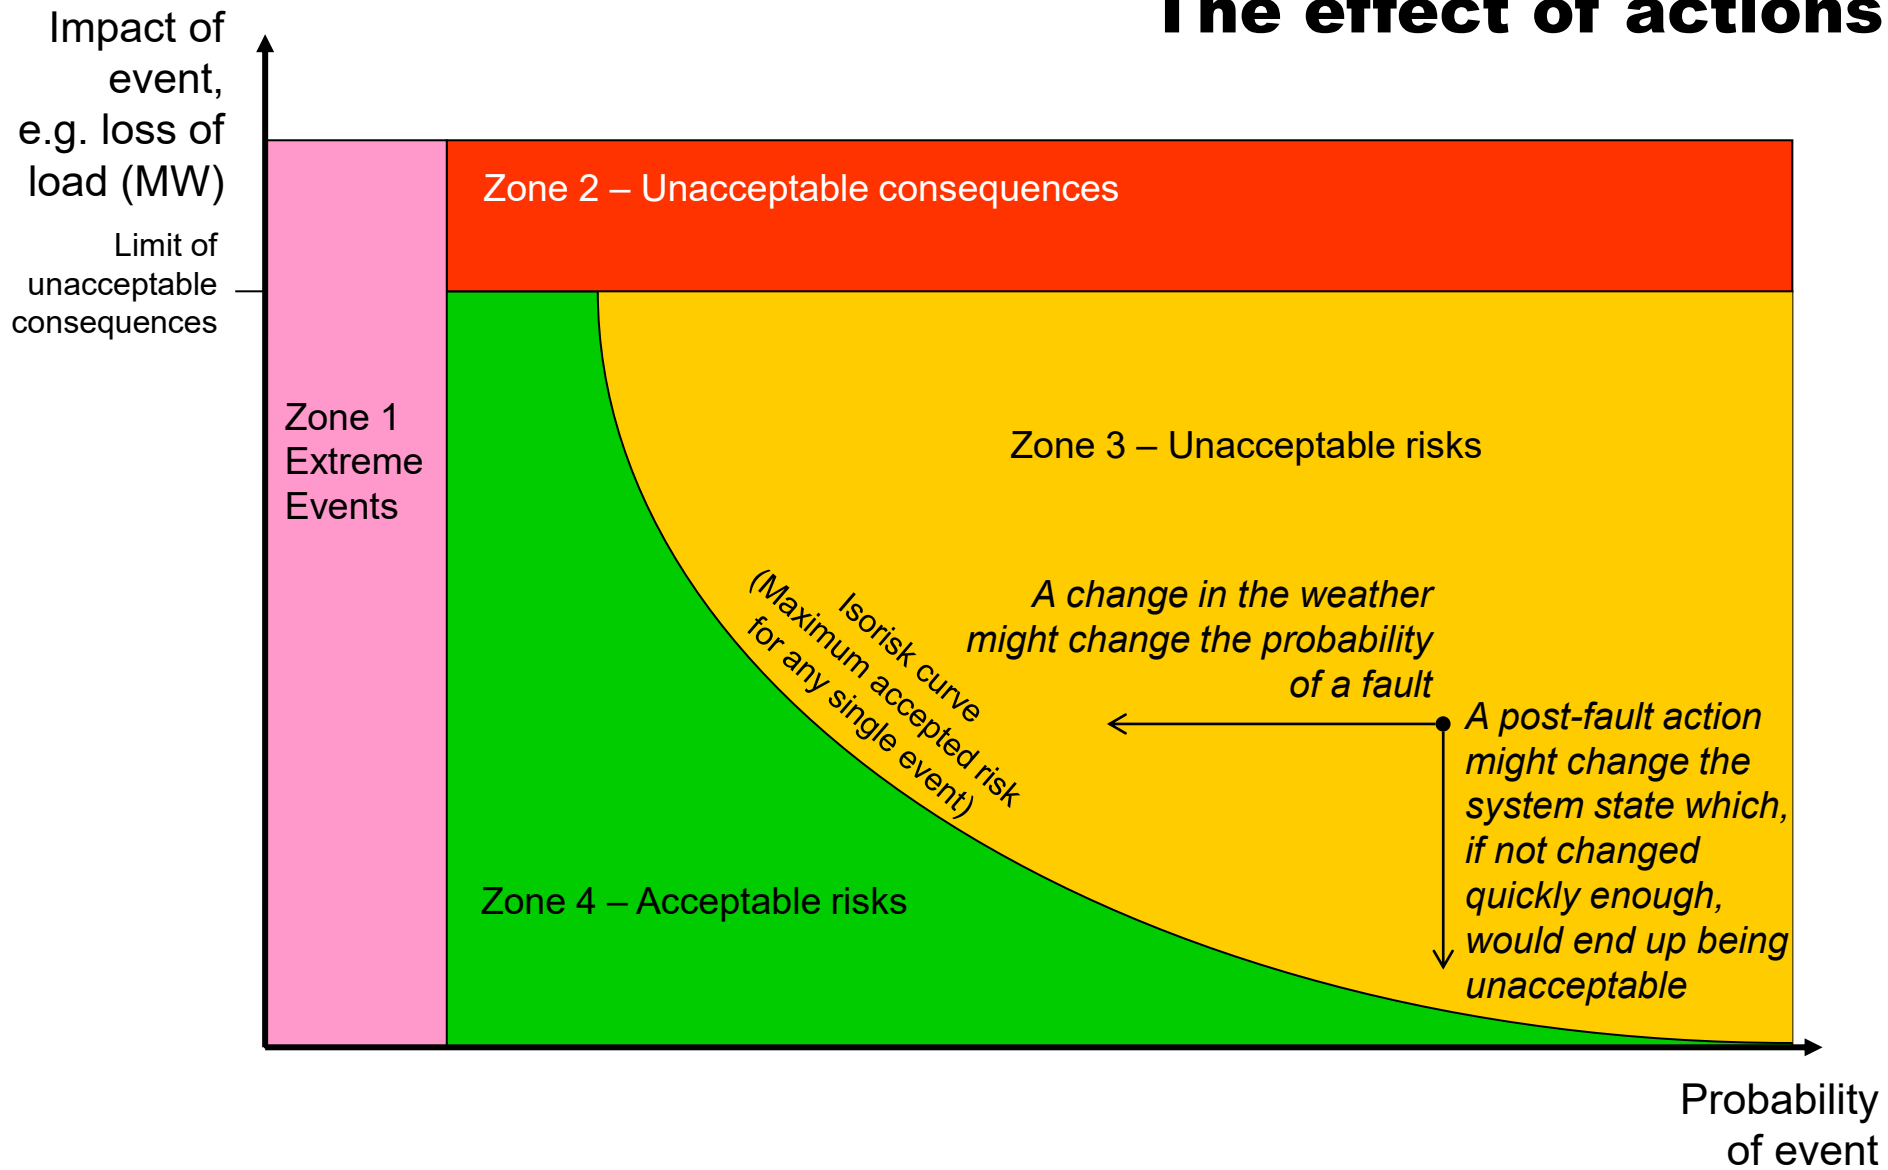 The effect of actions
Impact of
event,
e.g. loss of
load (MW)
Limit of
unacceptable
consequences
Zone 2 – Unacceptable consequences
Zone 1
Extreme
Events
Zone 3 – Unacceptable risks
A change in the weather
might change the probability
of a fault
Isorisk curve
(Maximum accepted risk
for any single event)
A post-fault action
might change the
system state which,
if not changed
quickly enough,
would end up being
unacceptable
Zone 4 – Acceptable risks
Probability
of event